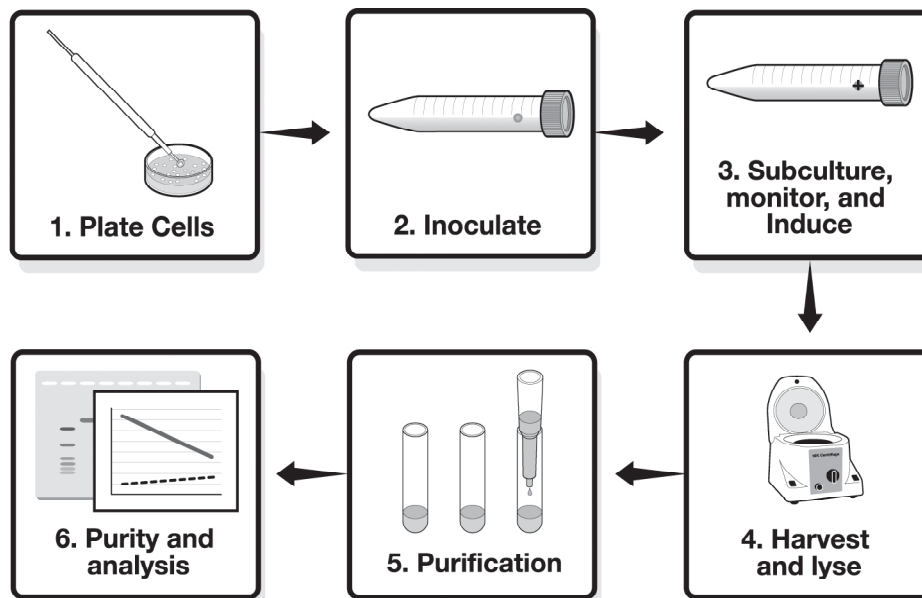 1. Plate Cells
2. Inoculate
3. Subculture,
monitor, and
Induce
4. Harvest
and lyse
5. Purification
6. Purity and
analysis